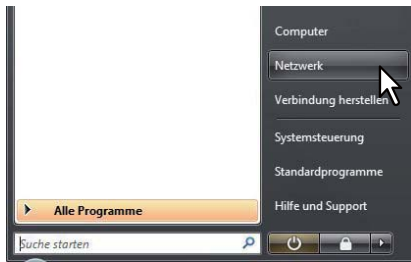 Computer
Netzwerk
Verbindung herstellen
Systemsteuerung
Standardprogramme
Hilfe und Support
Alle Programme
Suche starten